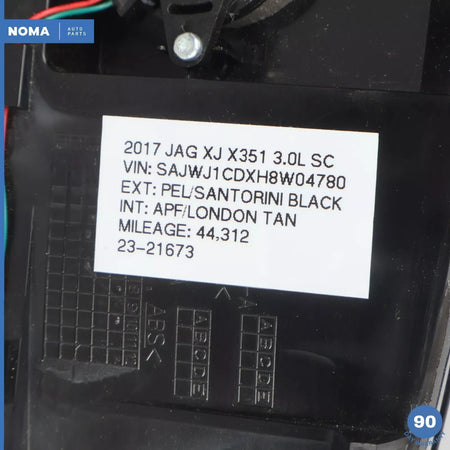 NOMA AUTO PARTS
2017 JAG XJ X351 3.0L SC
VIN: SAJWJ1CDXH8W04780
EXT: PEL/SANTORINI BLACK
INT: APF/LONDON TAN
MILEAGE: 44,312
23-21673
>ABS<
ABCDE
ABCDE
90